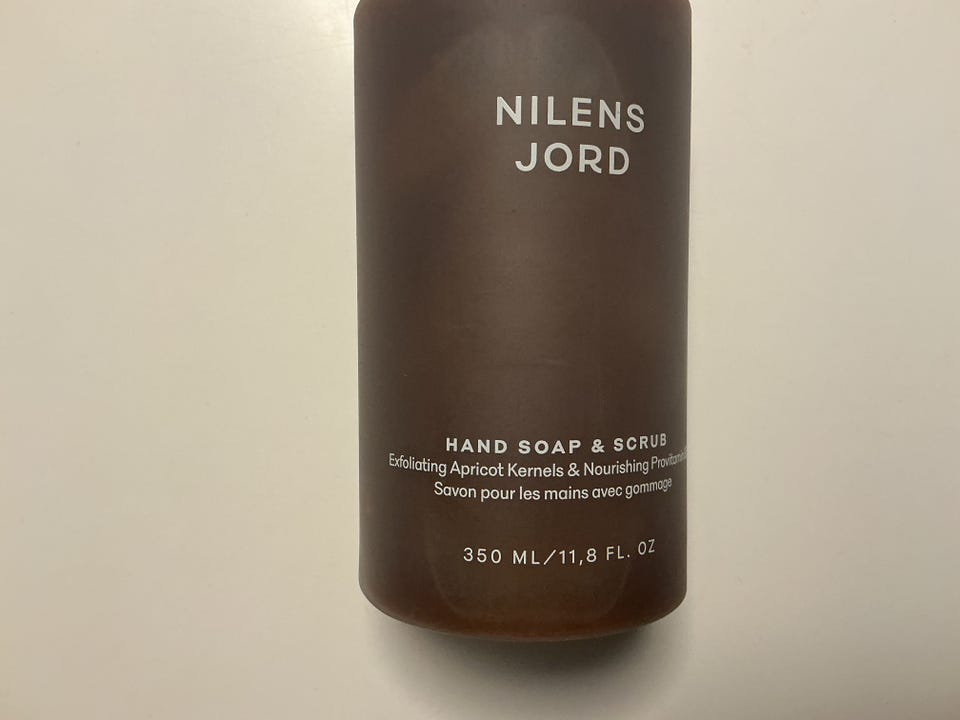 NILENS
JORD
HAND SOAP & SCRUB
Exfoliating Apricot Kernels & Nourishing Provitamin
Savon pour les mains avec gommage
350 ML/11,8 FL. OZ